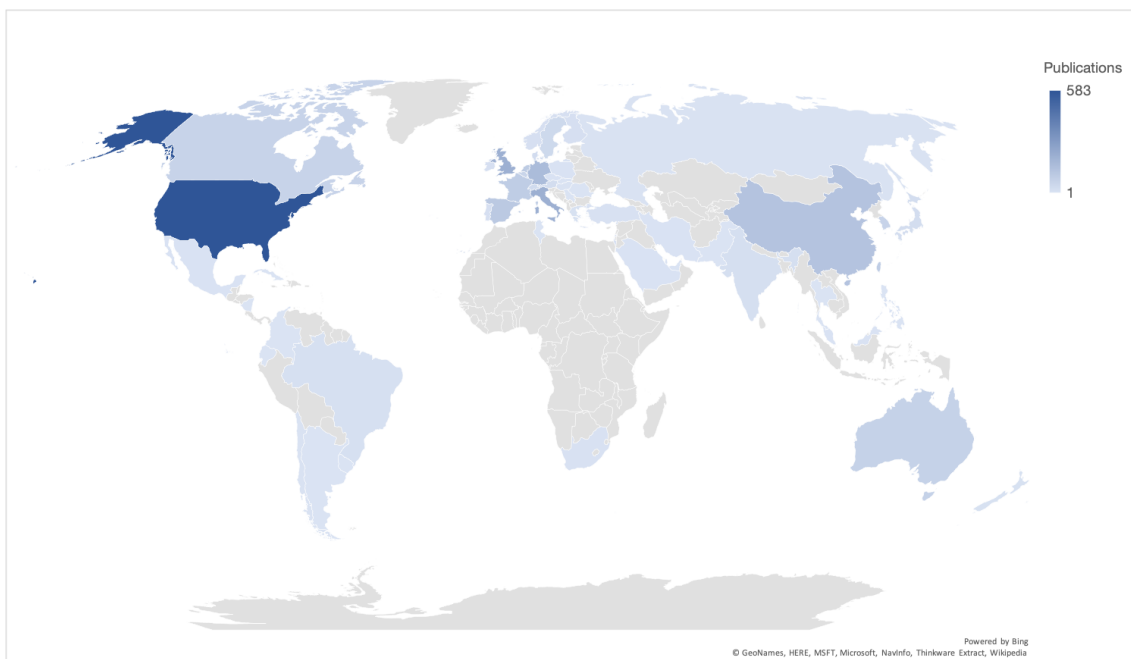 Publications
583
1
Powered by Bing
© GeoNames, HERE, MSFT, Microsoft, NavInfo, Thinkware Extract, Wikipedia